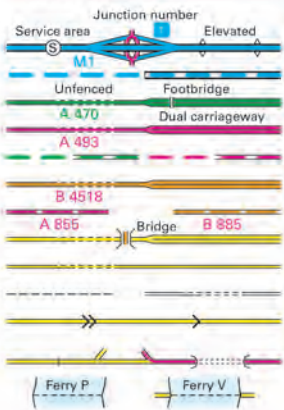 Junction number
Service area
1
Elevated
S
M1
Unfenced
Footbridge
A 470
Dual carriageway
A 493
B 4518
A 855
Bridge
B 885
Ferry P
Ferry V